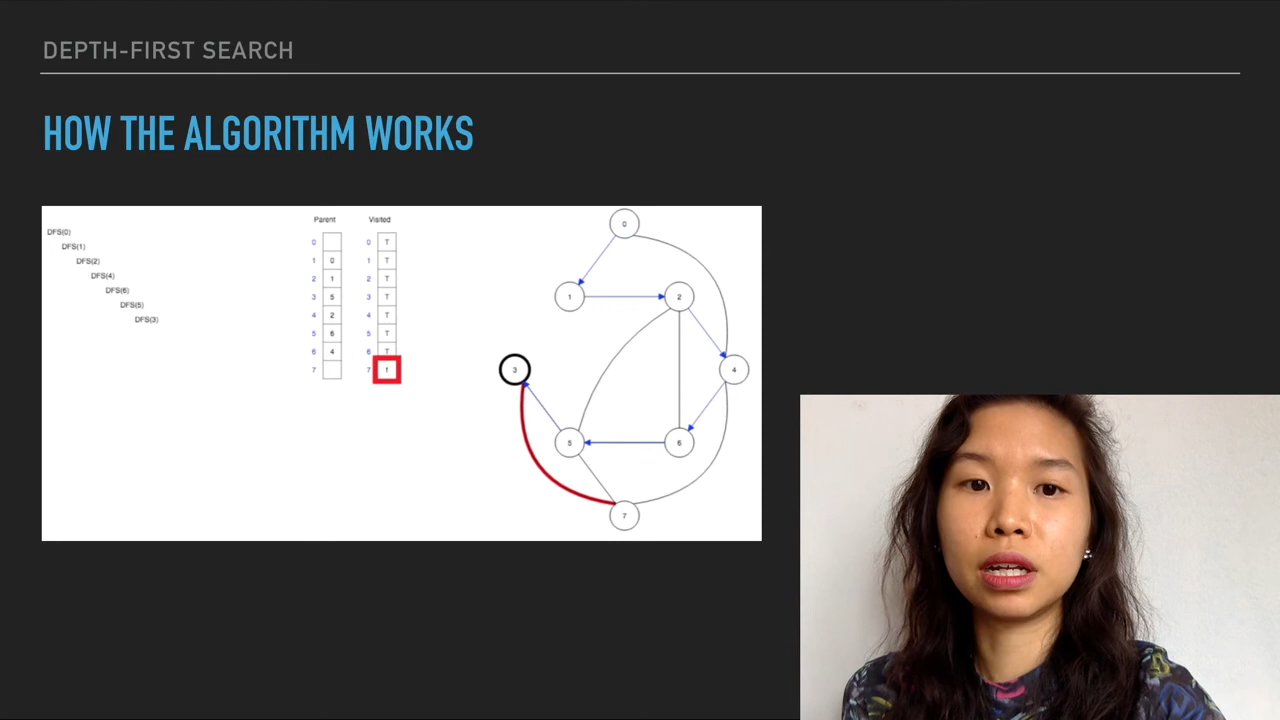 DEPTH-FIRST SEARCH
HOW THE ALGORITHM WORKS
Parent Visited
DFS(0)
DFS(1)
DFS(2)
DFS(4)
DFS(6)
DFS(5)
DFS(3)
0 0 T
1 0 1 T
2 1 2 T
3 5 3 T
4 2 4 T
5 6 5 T
6 4 6 T
7 7 f
0
1 2
3 4
5 6
7